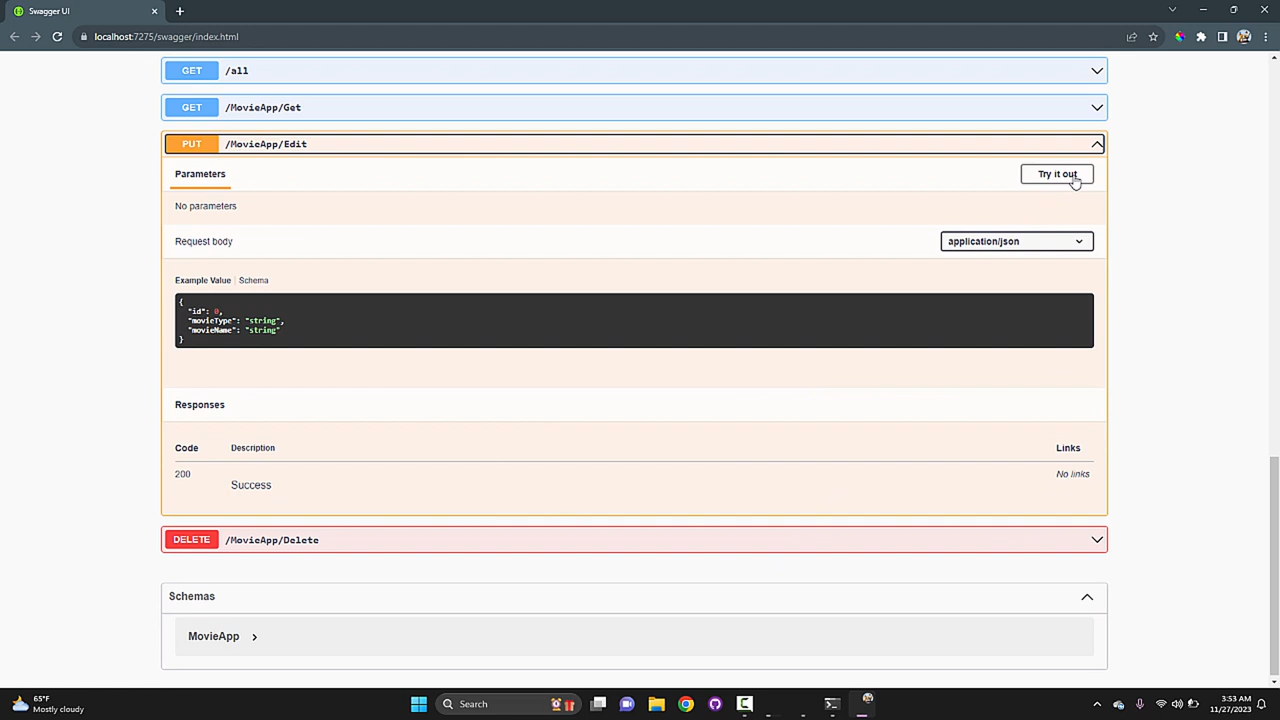 Swagger UI
localhost:7275/swagger/index.html
GET /all
GET /MovieApp/Get
PUT /MovieApp/Edit
Parameters
Try it out
No parameters
Request body
application/json
Example Value | Schema
{
"id": 0,
"movieType": "string",
"movieName": "string"
}
Responses
Code Description Links
200 Success No links
DELETE /MovieApp/Delete
Schemas
MovieApp
65°F
Mostly cloudy
Search
3:53 AM
11/27/2023